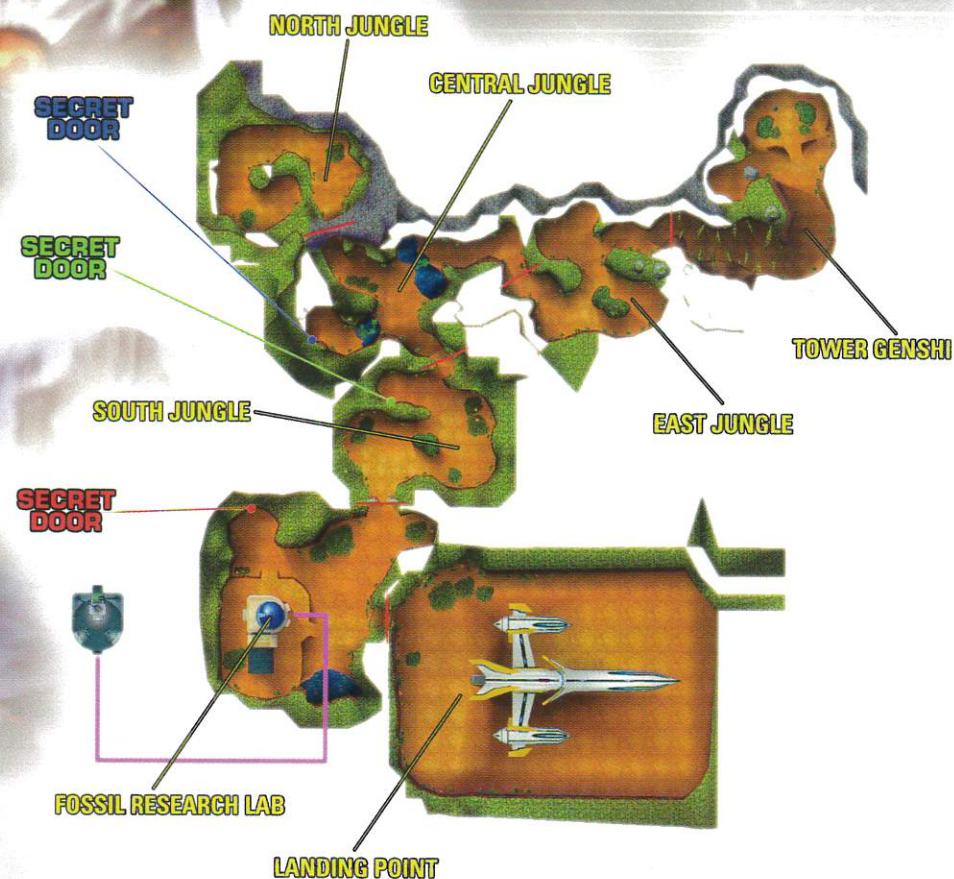 NORTH JUNGLE
CENTRAL JUNGLE
SECRET
DOOR
SECRET
DOOR
TOWER GENSHI
SOUTH JUNGLE
EAST JUNGLE
SECRET
DOOR
FOSSIL RESEARCH LAB
LANDING POINT